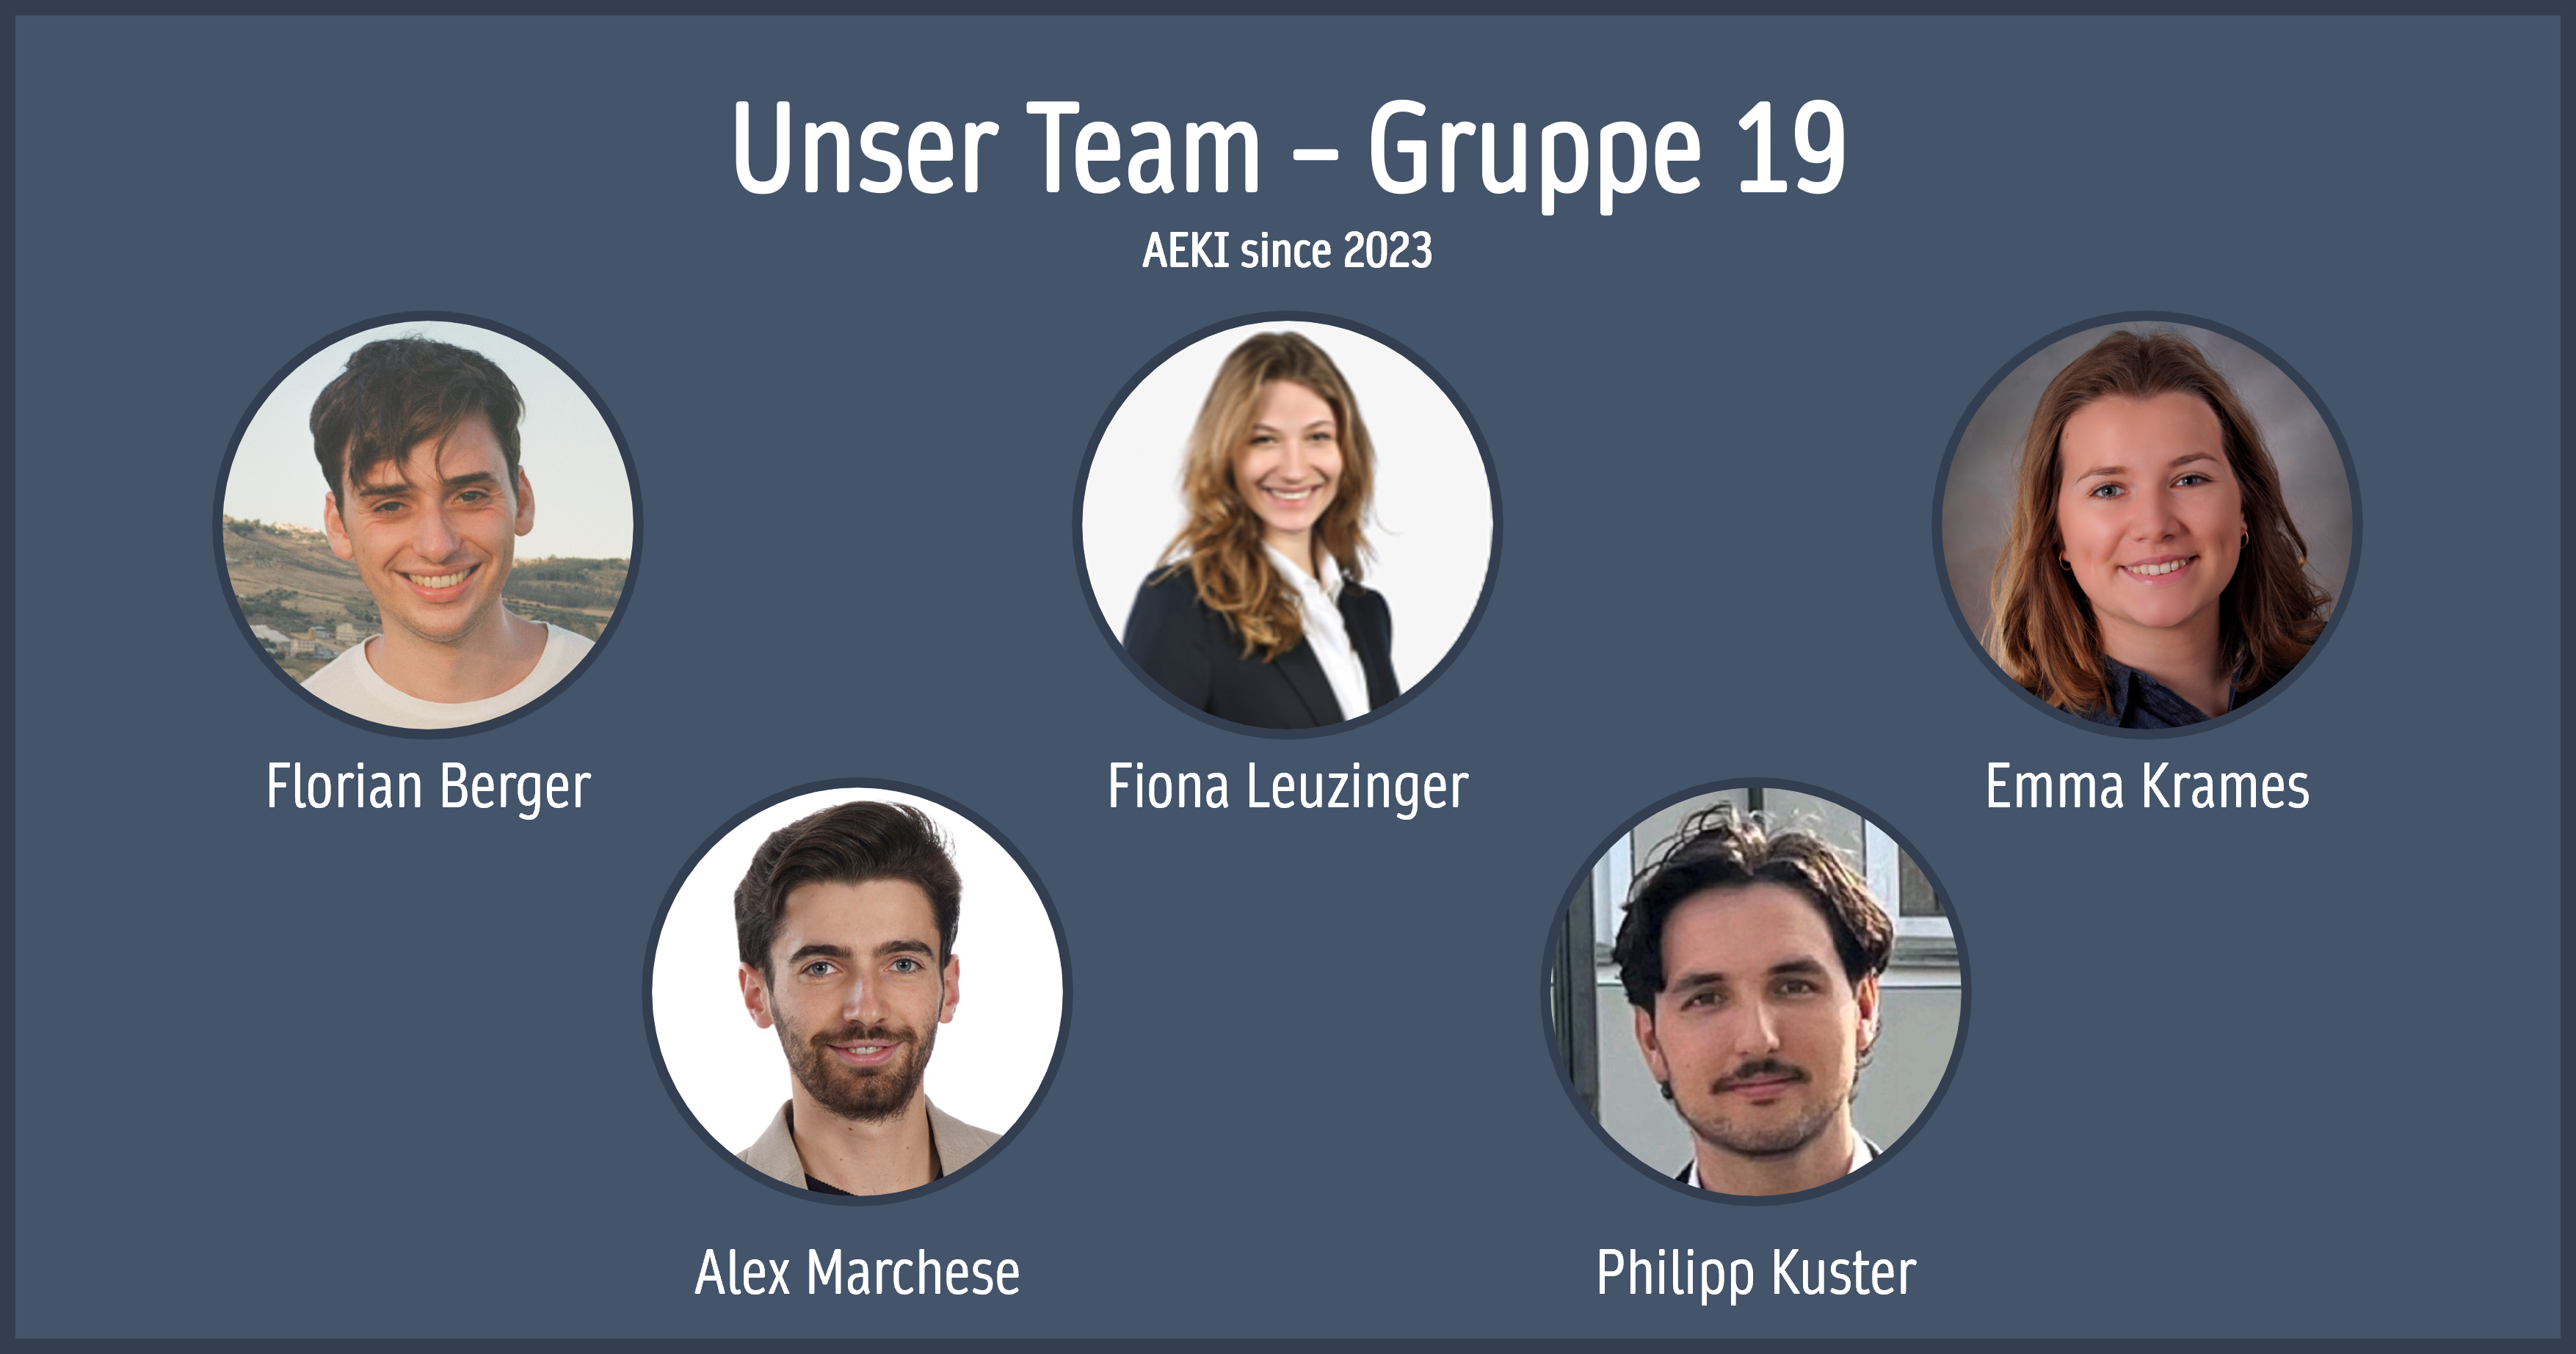 Unser Team – Gruppe 19
AEKI since 2023
Florian Berger
Fiona Leuzinger
Emma Krames
Alex Marchese
Philipp Kuster